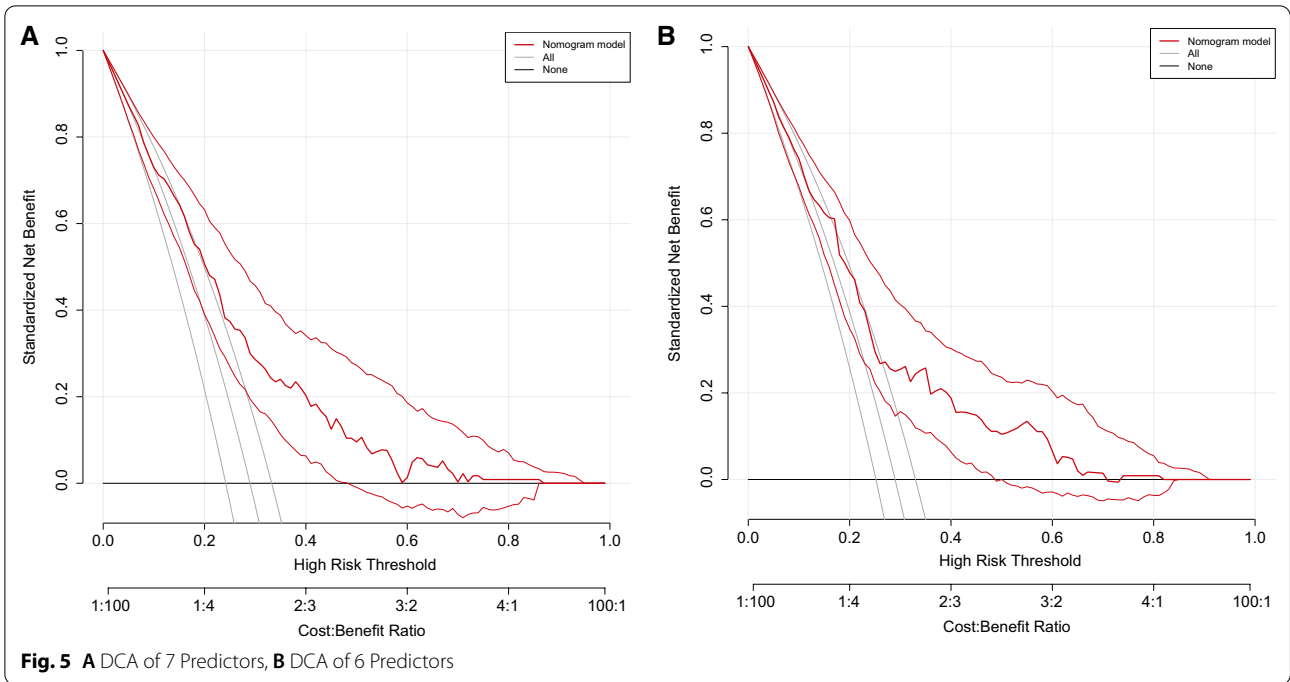 A
Nomogram model
All
None
Standardized Net Benefit
1.0
0.8
0.6
0.4
0.2
0.0
0.0 0.2 0.4 0.6 0.8 1.0
High Risk Threshold
1:100 1:4 2:3 3:2 4:1 100:1
Cost:Benefit Ratio
B
Nomogram model
All
None
Standardized Net Benefit
1.0
0.8
0.6
0.4
0.2
0.0
0.0 0.2 0.4 0.6 0.8 1.0
High Risk Threshold
1:100 1:4 2:3 3:2 4:1 100:1
Cost:Benefit Ratio
Fig. 5 A DCA of 7 Predictors, B DCA of 6 Predictors